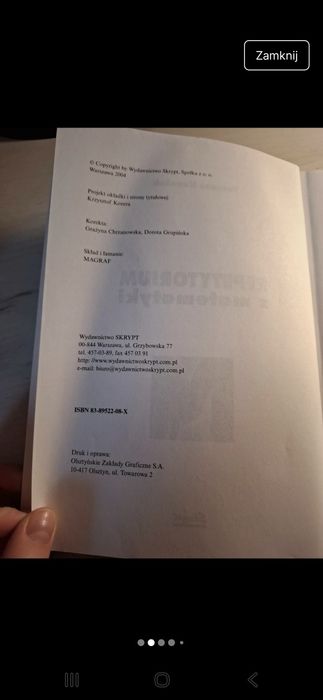 Zamknij
© Copyright by Wydawnictwo Skrypt, Spółka z o. o.
Warszawa 2004
Projekt okładki i strony tytułowej
Krzysztof Kozera
Korekta:
Grażyna Chrzanowska, Dorota Grupińska
Skład i łamanie:
MAGRAF
REPETYTORIUM
z matematyki
Wydawnictwo SKRYPT
00-844 Warszawa, ul. Grzybowska 77
tel. 457-03-89, fax 457 03 91
http://www.wydawnictwoskrypt.com.pl
e-mail: biuro@wydawnictwoskrypt.com.pl
ISBN 83-89522-08-X
Druk i oprawa:
Olsztyńskie Zakłady Graficzne S.A.
10-417 Olsztyn, ul. Towarowa 2